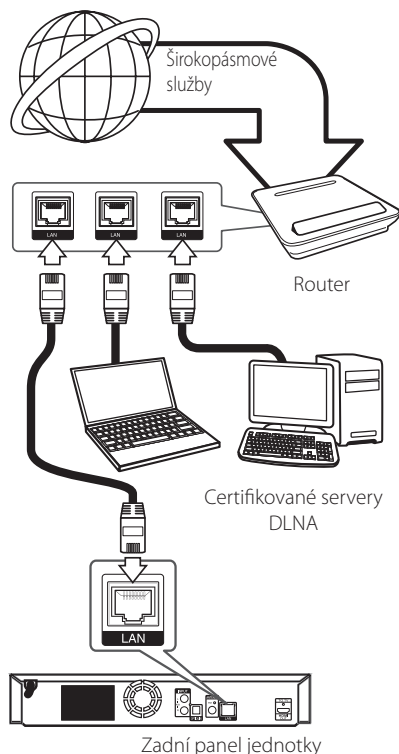 Širokopásmové
služby
LAN
LAN
LAN
Router
Certifikované servery
DLNA
LAN
Zadní panel jednotky